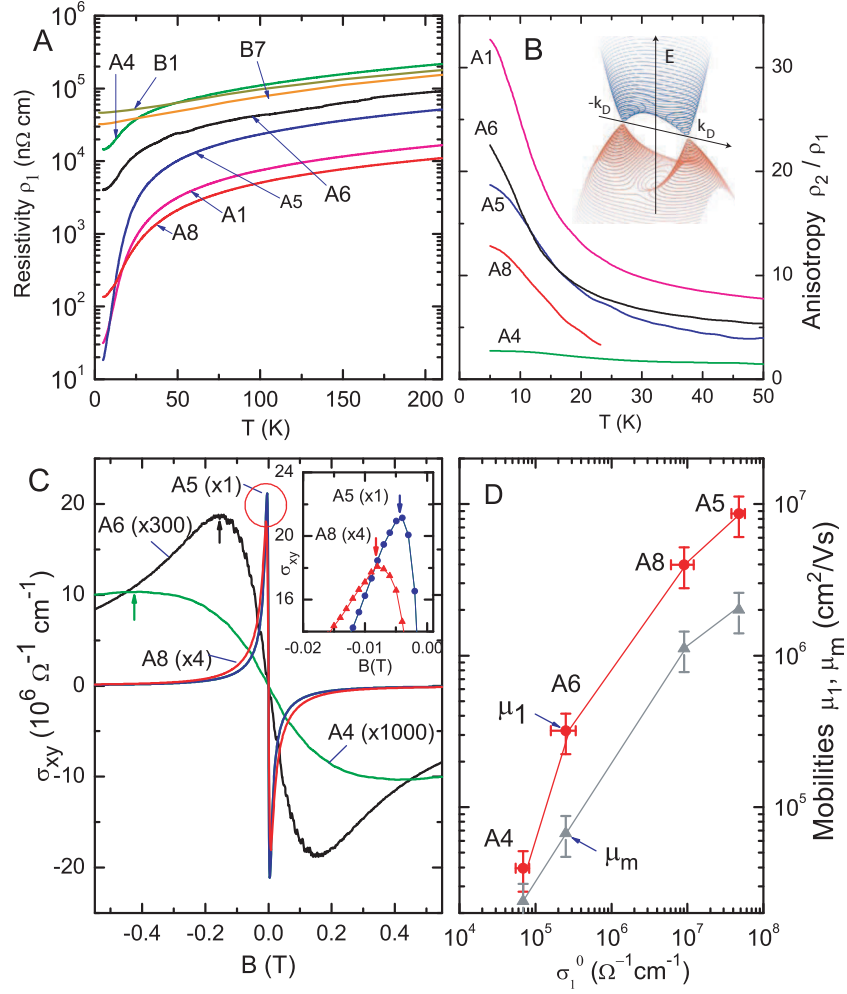 A
A4
B1
B7
A6
A5
A1
A8
Resistivity ρ1 (nΩ cm)
10^6
10^5
10^4
10^3
10^2
10^1
0 50 100 150 200
T (K)
B
E
-kD
kD
A1
A6
A5
A8
A4
30
20
10
0
Anisotropy ρ2 / ρ1
0 10 20 30 40 50
T (K)
C
A5 (x1)
A6 (x300)
A8 (x4)
A4 (x1000)
σxy (10^6 Ω^-1 cm^-1)
20
10
0
-10
-20
-0.4 -0.2 0.0 0.2 0.4
B (T)
24
22
20
18
16
σxy
A5 (x1)
A8 (x4)
-0.02 -0.01 0.00
B(T)
D
A5
A8
A6
μ1
A4
μm
10^7
10^6
10^5
Mobilities μ1, μm (cm^2/Vs)
10^4 10^5 10^6 10^7 10^8
σ1^0 (Ω^-1cm^-1)